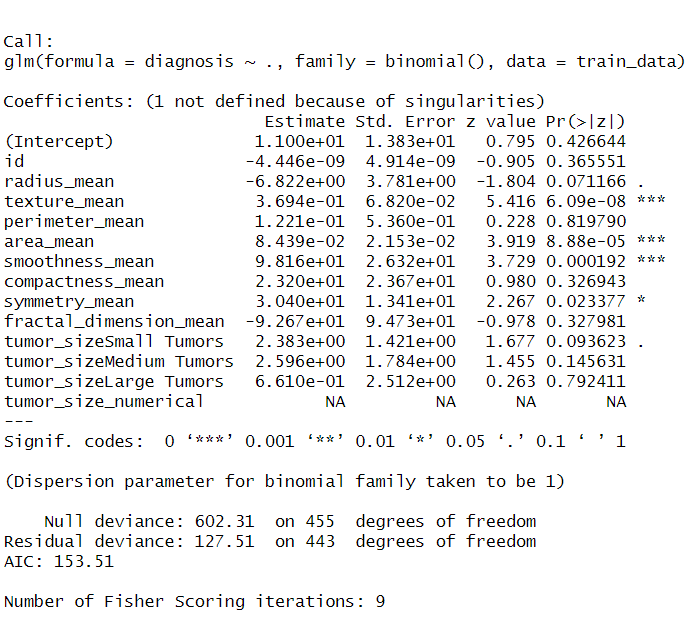 Call:
glm(formula = diagnosis ~ ., family = binomial(), data = train_data)

Coefficients: (1 not defined because of singularities)
                         Estimate Std. Error z value Pr(>|z|)
(Intercept)             1.100e+01  1.383e+01   0.795 0.426644
id                     -4.446e-09  4.914e-09  -0.905 0.365551
radius_mean            -6.822e+00  3.781e+00  -1.804 0.071166 .
texture_mean            3.694e-01  6.820e-02   5.416 6.09e-08 ***
perimeter_mean          1.221e-01  5.360e-01   0.228 0.819790
area_mean               8.439e-02  2.153e-02   3.919 8.88e-05 ***
smoothness_mean         9.816e+01  2.632e+01   3.729 0.000192 ***
compactness_mean        2.320e+01  2.367e+01   0.980 0.326943
symmetry_mean           3.040e+01  1.341e+01   2.267 0.023377 *
fractal_dimension_mean -9.267e+01  9.473e+01  -0.978 0.327981
tumor_sizeSmall Tumors  2.383e+00  1.421e+00   1.677 0.093623 .
tumor_sizeMedium Tumors 2.596e+00  1.784e+00   1.455 0.145631
tumor_sizeLarge Tumors  6.610e-01  2.512e+00   0.263 0.792411
tumor_size_numerical           NA         NA      NA       NA
---
Signif. codes:  0 ‘***’ 0.001 ‘**’ 0.01 ‘*’ 0.05 ‘.’ 0.1 ‘ ’ 1

(Dispersion parameter for binomial family taken to be 1)

    Null deviance: 602.31  on 455  degrees of freedom
Residual deviance: 127.51  on 443  degrees of freedom
AIC: 153.51

Number of Fisher Scoring iterations: 9